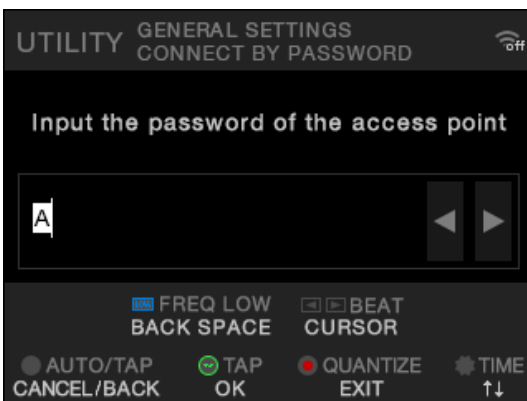 UTILITY GENERAL SETTINGS
CONNECT BY PASSWORD
off
Input the password of the access point
A
LOW FREQ LOW BEAT
BACK SPACE CURSOR
AUTO/TAP TAP QUANTIZE TIME
CANCEL/BACK OK EXIT ↑↓